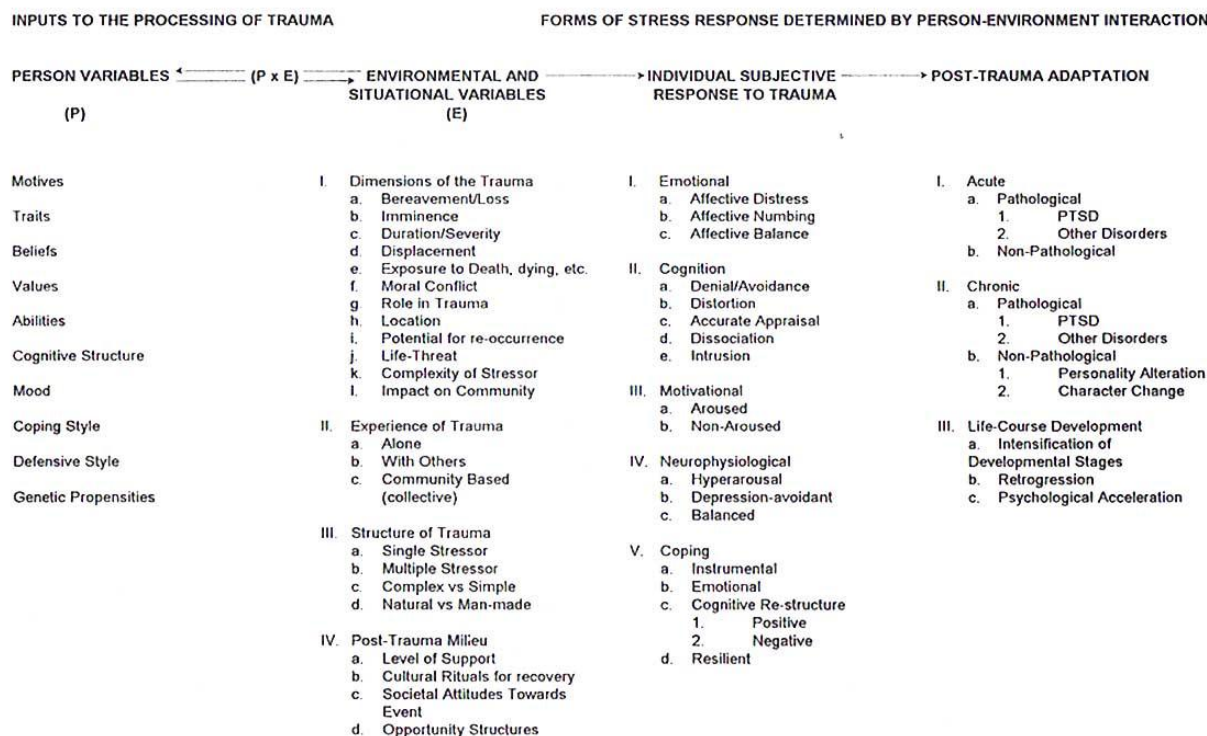 INPUTS TO THE PROCESSING OF TRAUMA
FORMS OF STRESS RESPONSE DETERMINED BY PERSON-ENVIRONMENT INTERACTION
PERSON VARIABLES
(P)
(P x E)
ENVIRONMENTAL AND
SITUATIONAL VARIABLES
(E)
INDIVIDUAL SUBJECTIVE
RESPONSE TO TRAUMA
POST-TRAUMA ADAPTATION
Motives
Traits
Beliefs
Values
Abilities
Cognitive Structure
Mood
Coping Style
Defensive Style
Genetic Propensities
I. Dimensions of the Trauma
a. Bereavement/Loss
b. Imminence
c. Duration/Severity
d. Displacement
e. Exposure to Death, dying, etc.
f. Moral Conflict
g. Role in Trauma
h. Location
i. Potential for re-occurrence
j. Life-Threat
k. Complexity of Stressor
l. Impact on Community
II. Experience of Trauma
a. Alone
b. With Others
c. Community Based
(collective)
III. Structure of Trauma
a. Single Stressor
b. Multiple Stressor
c. Complex vs Simple
d. Natural vs Man-made
IV. Post-Trauma Milieu
a. Level of Support
b. Cultural Rituals for recovery
c. Societal Attitudes Towards
Event
d. Opportunity Structures
I. Emotional
a. Affective Distress
b. Affective Numbing
c. Affective Balance
II. Cognition
a. Denial/Avoidance
b. Distortion
c. Accurate Appraisal
d. Dissociation
e. Intrusion
III. Motivational
a. Aroused
b. Non-Aroused
IV. Neurophysiological
a. Hyperarousal
b. Depression-avoidant
c. Balanced
V. Coping
a. Instrumental
b. Emotional
c. Cognitive Re-structure
1. Positive
2. Negative
d. Resilient
I. Acute
a. Pathological
1. PTSD
2. Other Disorders
b. Non-Pathological
II. Chronic
a. Pathological
1. PTSD
2. Other Disorders
b. Non-Pathological
1. Personality Alteration
2. Character Change
III. Life-Course Development
a. Intensification of
Developmental Stages
b. Retrogression
c. Psychological Acceleration